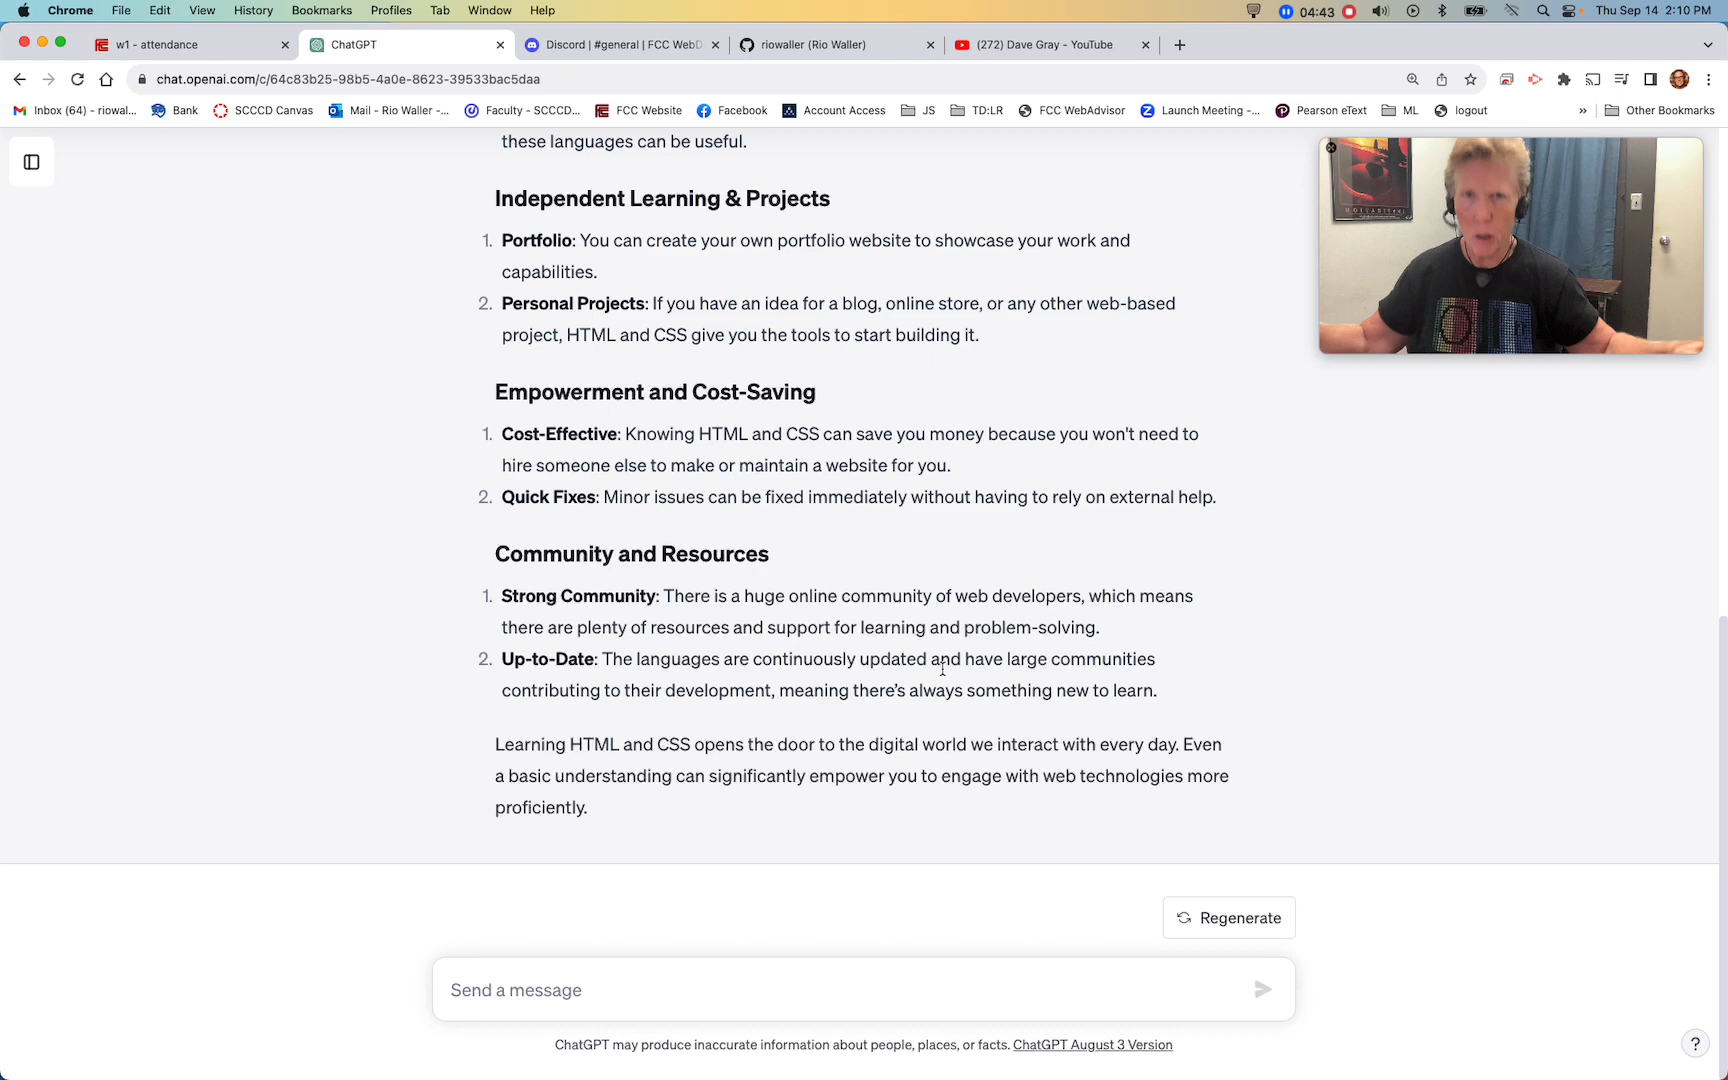 Chrome File Edit View History Bookmarks Profiles Tab Window Help 04:43 Thu Sep 14 2:10 PM
w1 - attendance ChatGPT Discord | #general | FCC WebD riowaller (Rio Waller) (272) Dave Gray - YouTube
chat.openai.com/c/64c83b25-98b5-4a0e-8623-39533bac5daa
Inbox (64) - riowal... Bank SCCCD Canvas Mail - Rio Waller -... Faculty - SCCCD... FCC Website Facebook Account Access JS TD:LR FCC WebAdvisor Launch Meeting -... Pearson eText ML logout » Other Bookmarks
these languages can be useful.
Independent Learning & Projects
1. Portfolio: You can create your own portfolio website to showcase your work and
capabilities.
2. Personal Projects: If you have an idea for a blog, online store, or any other web-based
project, HTML and CSS give you the tools to start building it.
Empowerment and Cost-Saving
1. Cost-Effective: Knowing HTML and CSS can save you money because you won't need to
hire someone else to make or maintain a website for you.
2. Quick Fixes: Minor issues can be fixed immediately without having to rely on external help.
Community and Resources
1. Strong Community: There is a huge online community of web developers, which means
there are plenty of resources and support for learning and problem-solving.
2. Up-to-Date: The languages are continuously updated and have large communities
contributing to their development, meaning there's always something new to learn.
Learning HTML and CSS opens the door to the digital world we interact with every day. Even
a basic understanding can significantly empower you to engage with web technologies more
proficiently.
Regenerate
Send a message
ChatGPT may produce inaccurate information about people, places, or facts. ChatGPT August 3 Version
?